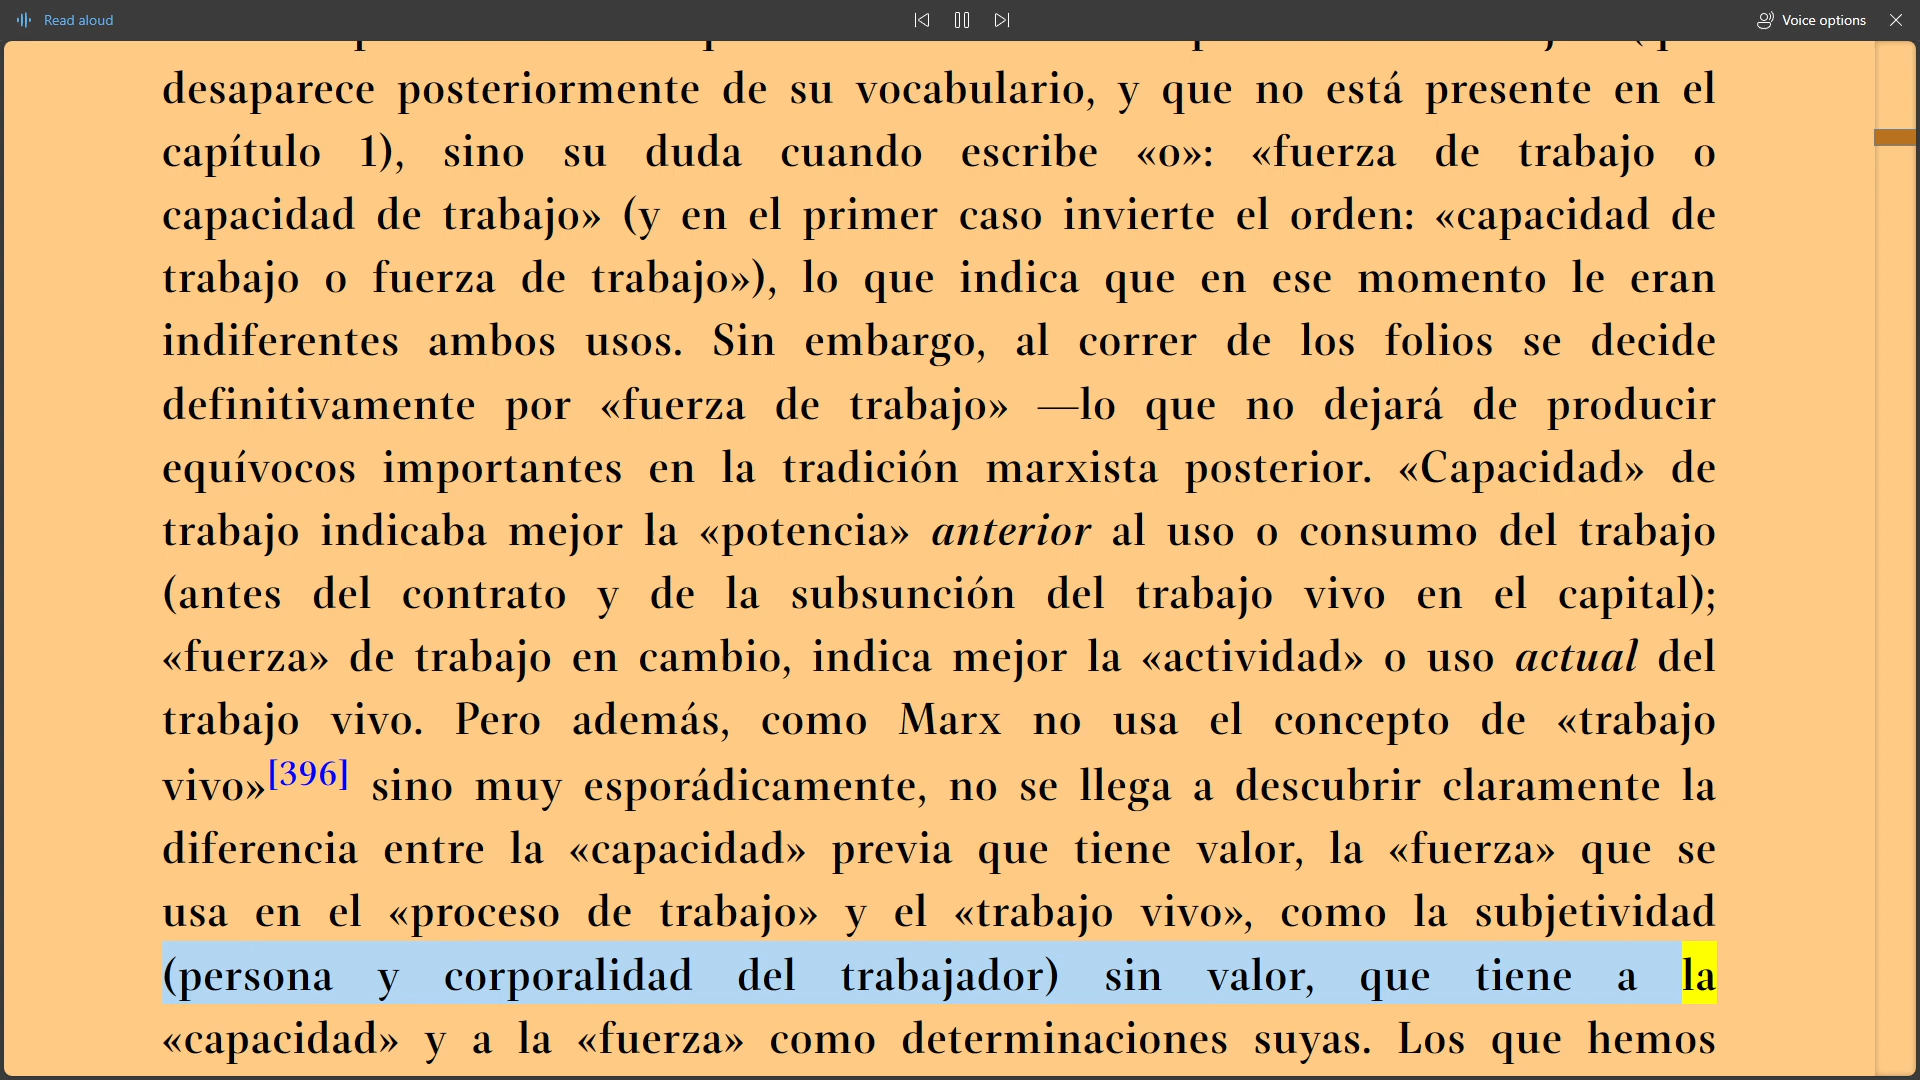 Read aloud
Voice options
desaparece posteriormente de su vocabulario, y que no está presente en el
capítulo 1), sino su duda cuando escribe «o»: «fuerza de trabajo o
capacidad de trabajo» (y en el primer caso invierte el orden: «capacidad de
trabajo o fuerza de trabajo»), lo que indica que en ese momento le eran
indiferentes ambos usos. Sin embargo, al correr de los folios se decide
definitivamente por «fuerza de trabajo» —lo que no dejará de producir
equívocos importantes en la tradición marxista posterior. «Capacidad» de
trabajo indicaba mejor la «potencia» anterior al uso o consumo del trabajo
(antes del contrato y de la subsunción del trabajo vivo en el capital);
«fuerza» de trabajo en cambio, indica mejor la «actividad» o uso actual del
trabajo vivo. Pero además, como Marx no usa el concepto de «trabajo
vivo»[396] sino muy esporádicamente, no se llega a descubrir claramente la
diferencia entre la «capacidad» previa que tiene valor, la «fuerza» que se
usa en el «proceso de trabajo» y el «trabajo vivo», como la subjetividad
(persona y corporalidad del trabajador) sin valor, que tiene a la
«capacidad» y a la «fuerza» como determinaciones suyas. Los que hemos